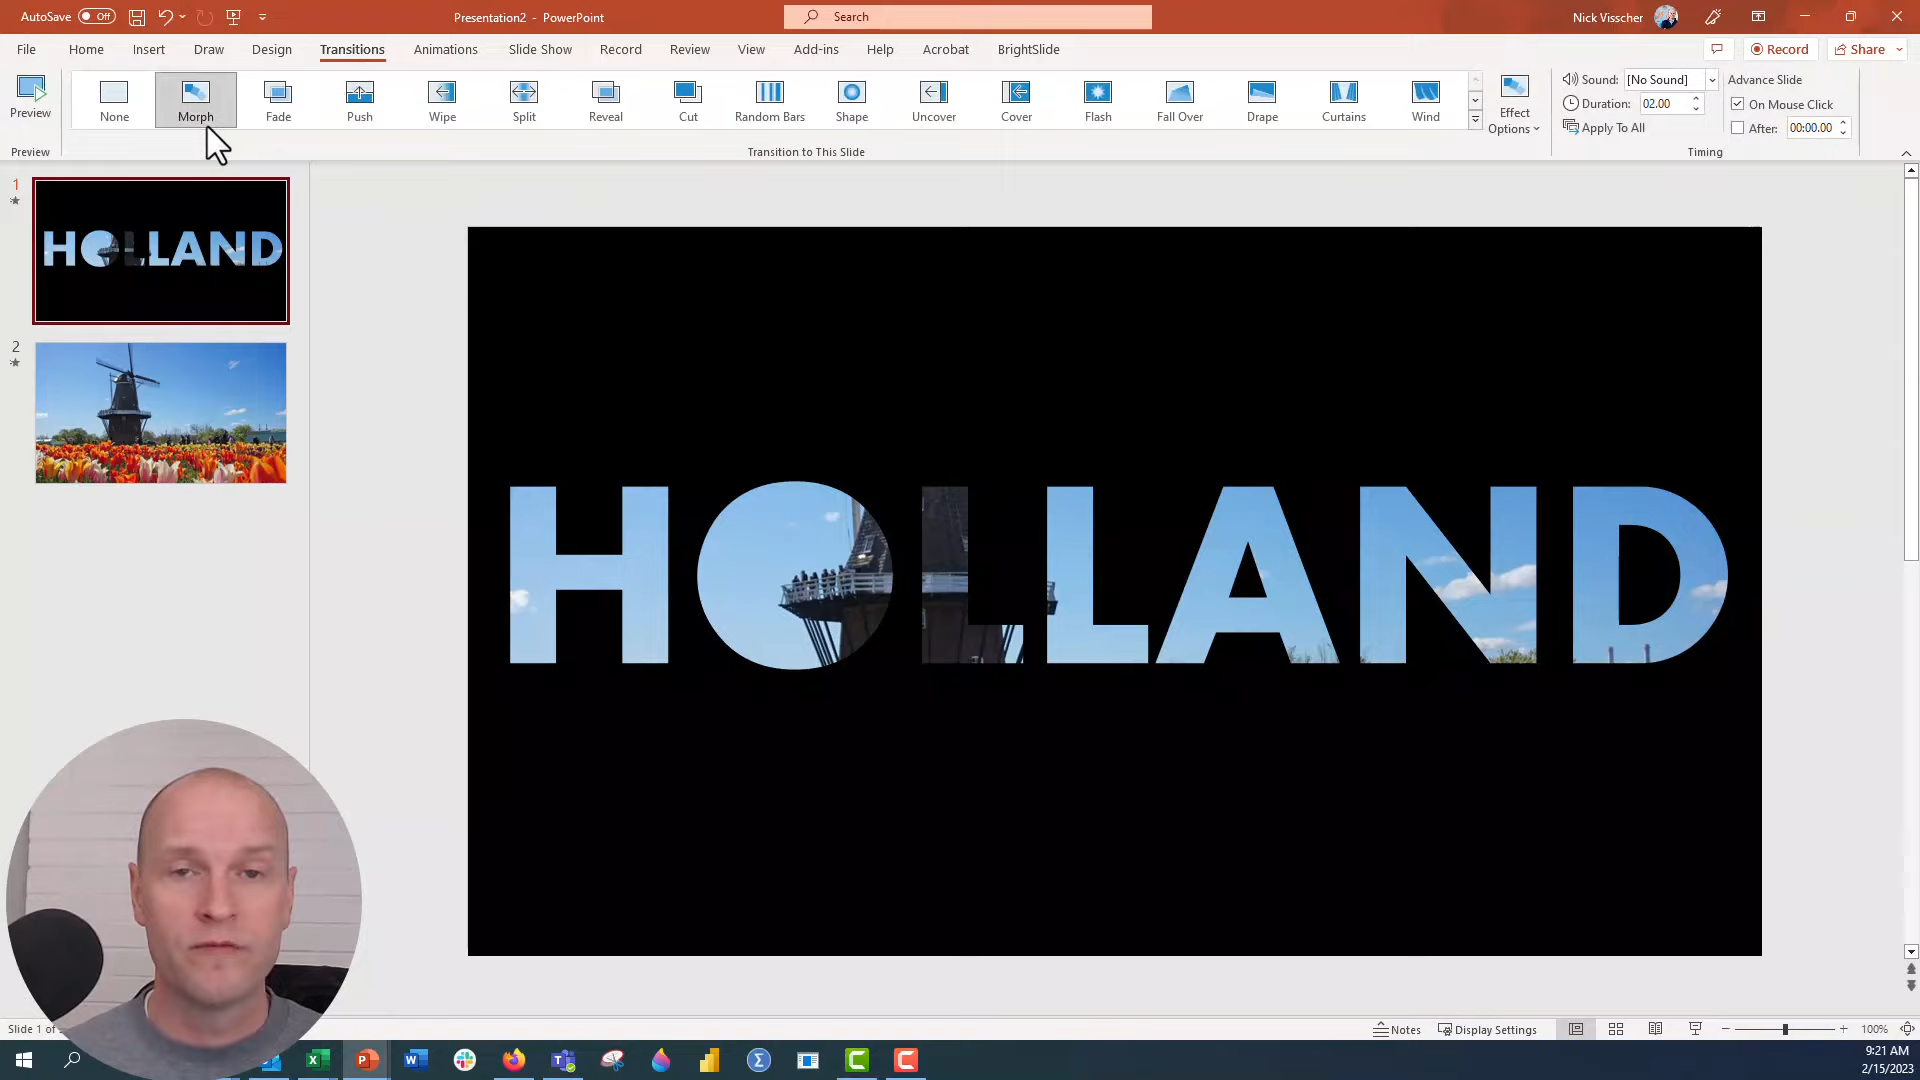 AutoSave Off Presentation2 - PowerPoint Search Nick Visscher
File Home Insert Draw Design Transitions Animations Slide Show Record Review View Add-ins Help Acrobat BrightSlide Record Share
Preview None Morph Fade Push Wipe Split Reveal Cut Random Bars Shape Uncover Cover Flash Fall Over Drape Curtains Wind Effect Options
Sound: [No Sound] Advance Slide
Duration: 02.00 On Mouse Click
Apply To All After: 00:00.00
Preview Transition to This Slide Timing
1
HOLLAND
2
HOLLAND
Slide 1 of Notes Display Settings 100%
9:21 AM
2/15/2023